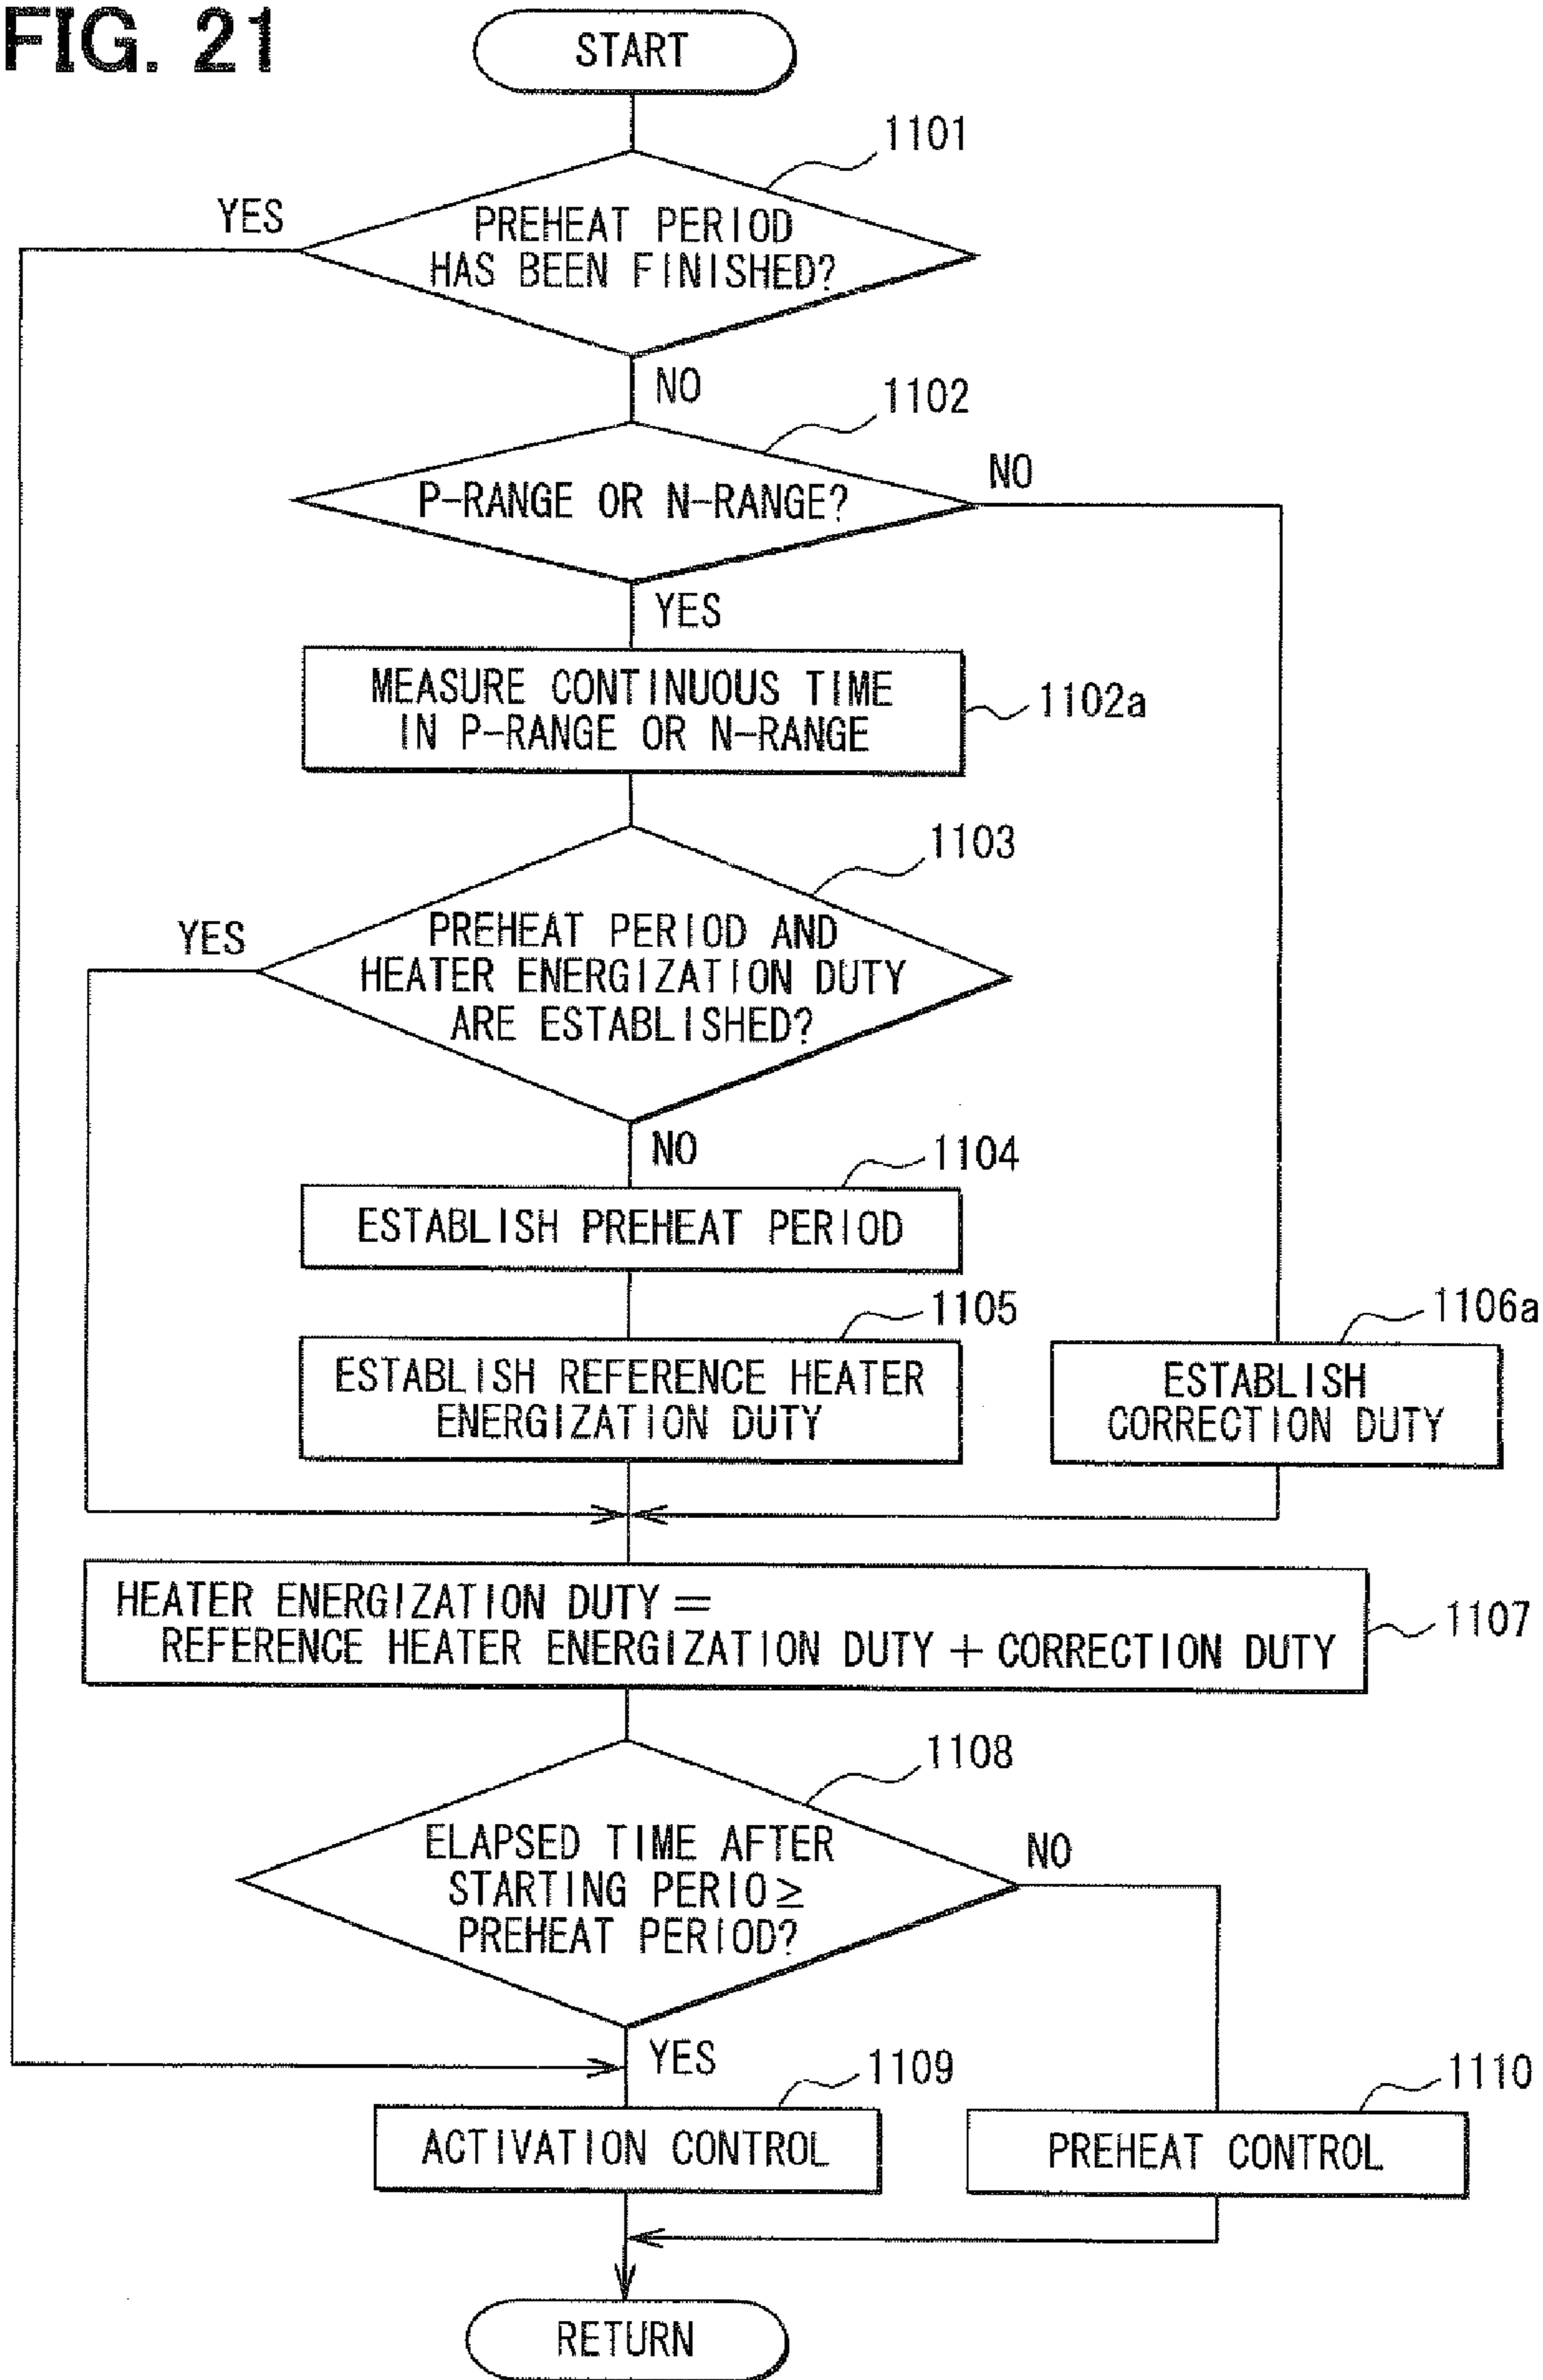 FIG. 21
START
1101
YES
PREHEAT PERIOD
HAS BEEN FINISHED?
NO
1102
NO
P-RANGE OR N-RANGE?
YES
MEASURE CONTINUOUS TIME
IN P-RANGE OR N-RANGE
1102a
1103
YES
PREHEAT PERIOD AND
HEATER ENERGIZATION DUTY
ARE ESTABLISHED?
NO
1104
ESTABLISH PREHEAT PERIOD
1105
ESTABLISH REFERENCE HEATER
ENERGIZATION DUTY
1106a
ESTABLISH
CORRECTION DUTY
HEATER ENERGIZATION DUTY =
REFERENCE HEATER ENERGIZATION DUTY + CORRECTION DUTY
1107
1108
ELAPSED TIME AFTER
STARTING PERIO ≥
PREHEAT PERIOD?
NO
YES
1109
ACTIVATION CONTROL
1110
PREHEAT CONTROL
RETURN